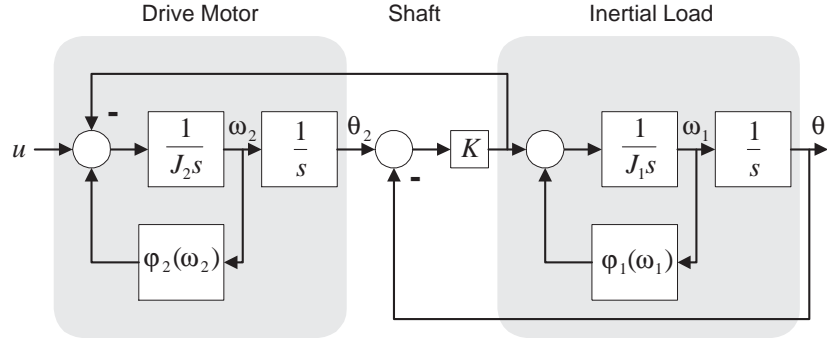 Drive Motor
Shaft
Inertial Load
-
u
1
J₂s
ω₂
1
s
θ₂
-
K
1
J₁s
ω₁
1
s
θ
φ₂(ω₂)
φ₁(ω₁)